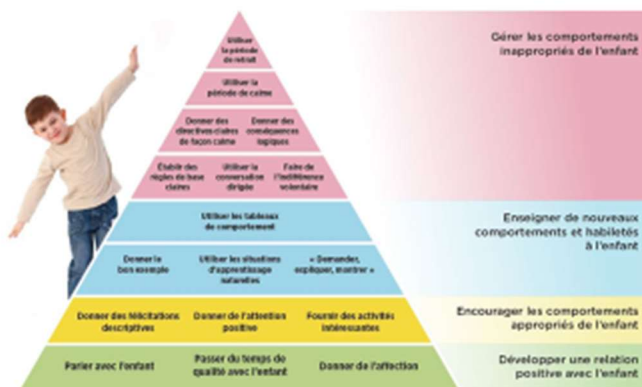 Utiliser
la période
de retrait
Gérer les comportements
inappropriés de l'enfant
Utiliser la
période de calme
Donner des
directives claires
de façon calme
Donner des
conséquences
logiques
Établir des
règles de base
claires
Utiliser la
conversation
dirigée
Faire de
l'indifférence
volontaire
Utiliser les tableaux
de comportement
Enseigner de nouveaux
comportements et habiletés
à l'enfant
Donner le
bon exemple
Utiliser les situations
d'apprentissage
naturelles
« Demander,
expliquer, montrer »
Donner des félicitations
descriptives
Donner de l'attention
positive
Fournir des activités
intéressantes
Encourager les comportements
appropriés de l'enfant
Parler avec l'enfant
Passer du temps de
qualité avec l'enfant
Donner de l'affection
Développer une relation
positive avec l'enfant